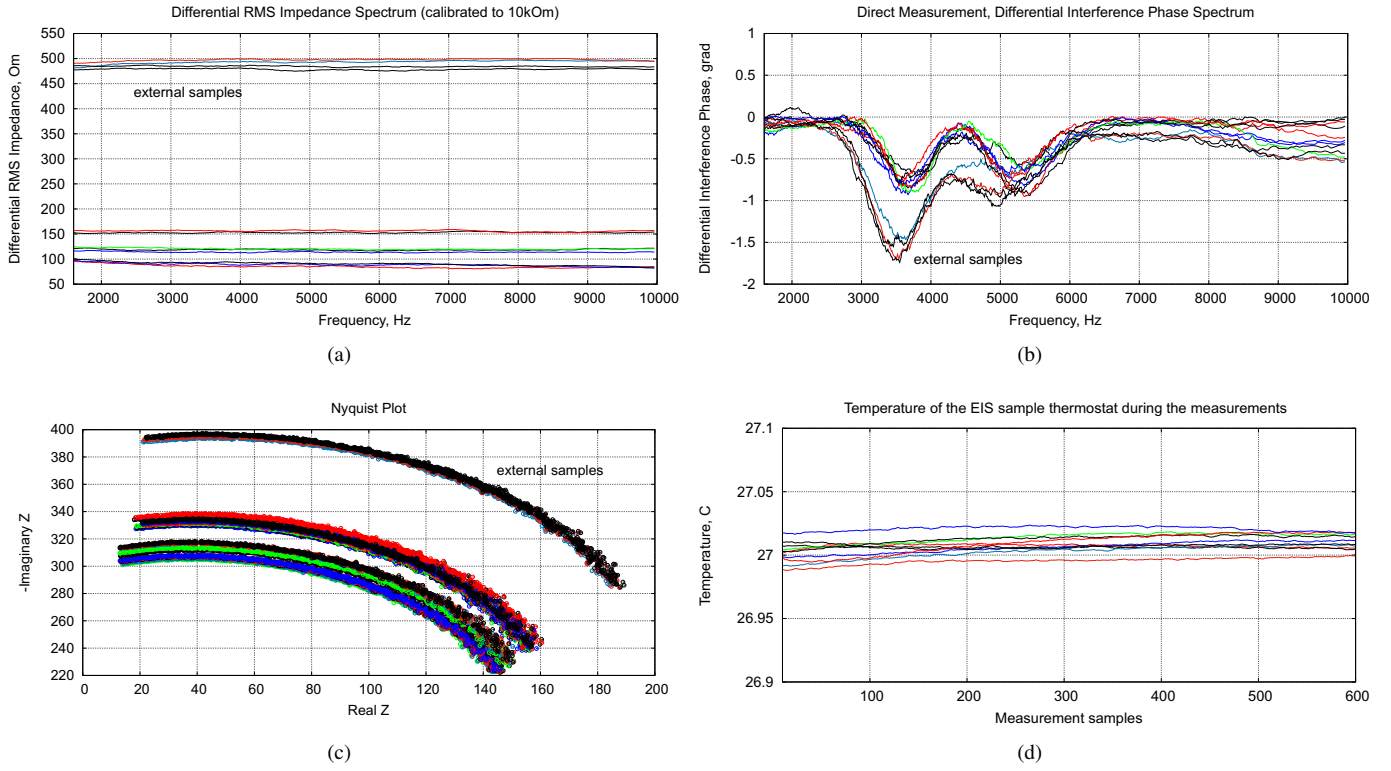 Differential RMS Impedance Spectrum (calibrated to 10kOm)
Differential RMS Impedance, Om
550
500
450
400
350
300
250
200
150
100
50
external samples
2000 3000 4000 5000 6000 7000 8000 9000 10000
Frequency, Hz
(a)
Direct Measurement, Differential Interference Phase Spectrum
Differential Interference Phase, grad
1
0.5
0
-0.5
-1
-1.5
-2
external samples
2000 3000 4000 5000 6000 7000 8000 9000 10000
Frequency, Hz
(b)
Nyquist Plot
-Imaginary Z
400
380
360
340
320
300
280
260
240
220
external samples
0 20 40 60 80 100 120 140 160 180 200
Real Z
(c)
Temperature of the EIS sample thermostat during the measurements
Temperature, C
27.1
27.05
27
26.95
26.9
100 200 300 400 500 600
Measurement samples
(d)